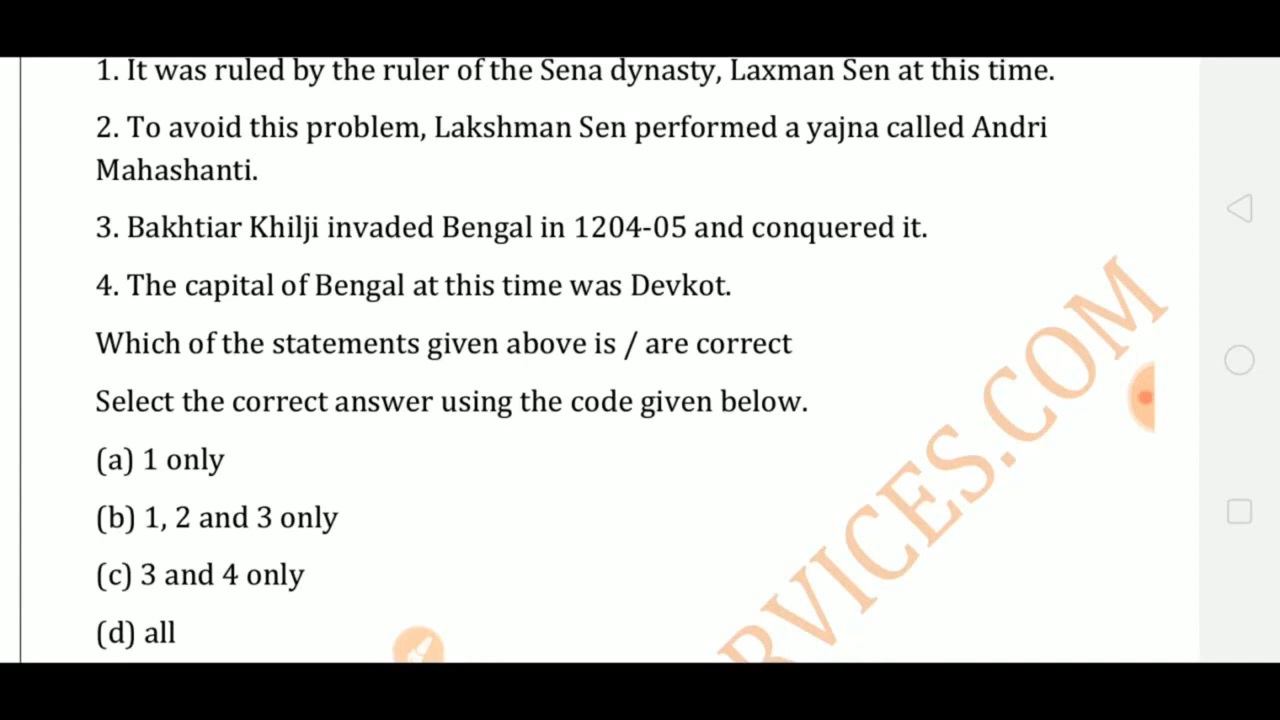 1. It was ruled by the ruler of the Sena dynasty, Laxman Sen at this time.
2. To avoid this problem, Lakshman Sen performed a yajna called Andri
Mahashanti.
3. Bakhtiar Khilji invaded Bengal in 1204-05 and conquered it.
4. The capital of Bengal at this time was Devkot.
Which of the statements given above is / are correct
Select the correct answer using the code given below.
(a) 1 only
(b) 1, 2 and 3 only
(c) 3 and 4 only
(d) all
RVICES.COM